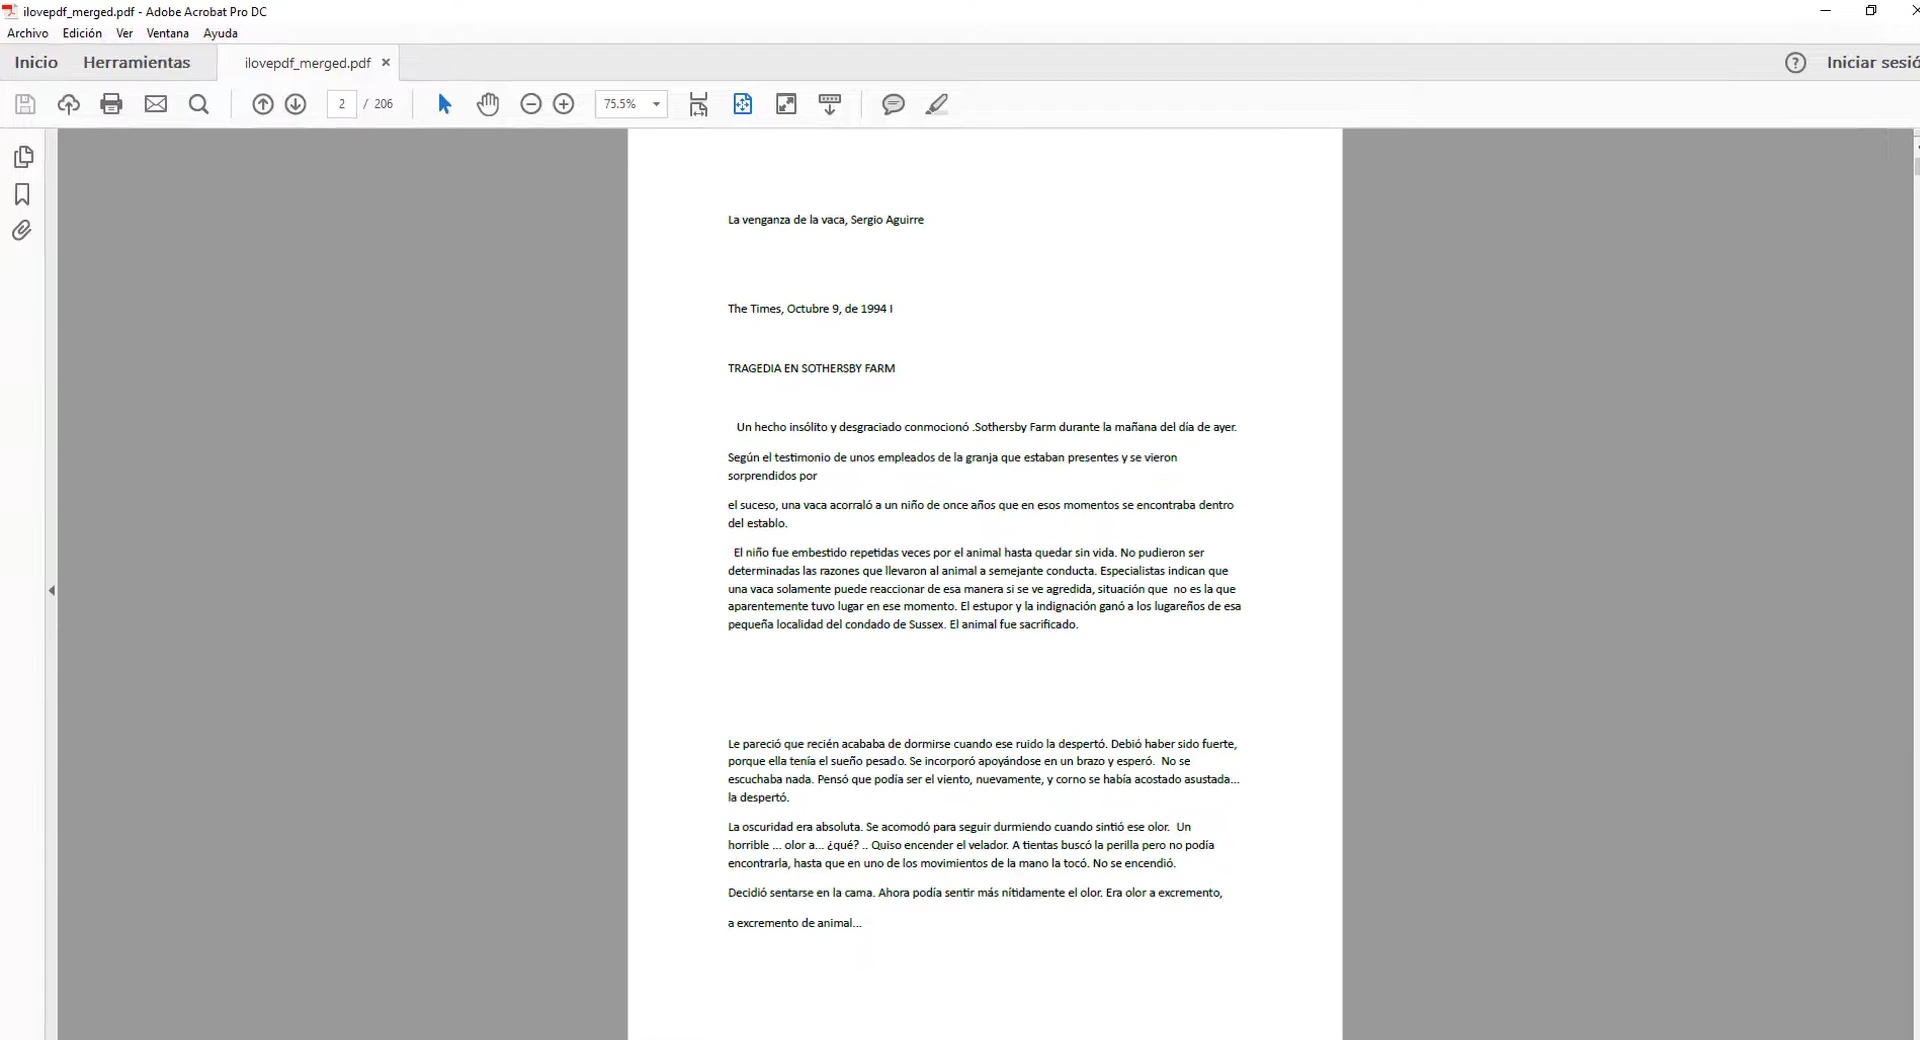 ilovepdf_merged.pdf - Adobe Acrobat Pro DC
Archivo Edición Ver Ventana Ayuda
Inicio Herramientas ilovepdf_merged.pdf × Iniciar sesió
2 / 206 75.5%
La venganza de la vaca, Sergio Aguirre
The Times, Octubre 9, de 1994 I
TRAGEDIA EN SOTHERSBY FARM
Un hecho insólito y desgraciado conmocionó .Sothersby Farm durante la mañana del día de ayer.
Según el testimonio de unos empleados de la granja que estaban presentes y se vieron
sorprendidos por
el suceso, una vaca acorraló a un niño de once años que en esos momentos se encontraba dentro
del establo.
El niño fue embestido repetidas veces por el animal hasta quedar sin vida. No pudieron ser
determinadas las razones que llevaron al animal a semejante conducta. Especialistas indican que
una vaca solamente puede reaccionar de esa manera si se ve agredida, situación que no es la que
aparentemente tuvo lugar en ese momento. El estupor y la indignación ganó a los lugareños de esa
pequeña localidad del condado de Sussex. El animal fue sacrificado.
Le pareció que recién acababa de dormirse cuando ese ruido la despertó. Debió haber sido fuerte,
porque ella tenía el sueño pesado. Se incorporó apoyándose en un brazo y esperó. No se
escuchaba nada. Pensó que podía ser el viento, nuevamente, y corno se había acostado asustada...
la despertó.
La oscuridad era absoluta. Se acomodó para seguir durmiendo cuando sintió ese olor. Un
horrible ... olor a... ¿qué? .. Quiso encender el velador. A tientas buscó la perilla pero no podía
encontrarla, hasta que en uno de los movimientos de la mano la tocó. No se encendió.
Decidió sentarse en la cama. Ahora podía sentir más nítidamente el olor. Era olor a excremento,
a excremento de animal...